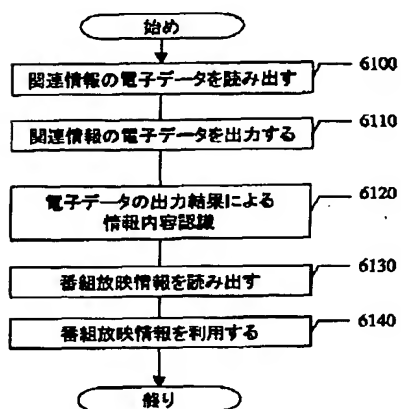 始め
関連情報の電子データを読み出す
6100
関連情報の電子データを出力する
6110
電子データの出力結果による
情報内容認識
6120
番組放映情報を読み出す
6130
番組放映情報を利用する
6140
終り